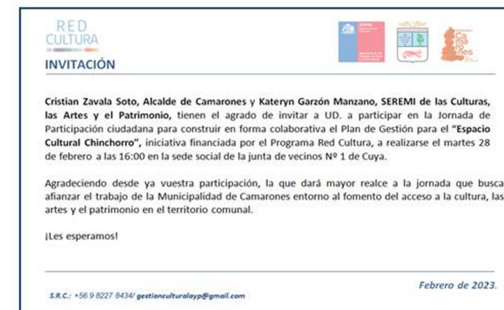 RED
CULTURA
INVITACIÓN
Cristian Zavala Soto, Alcalde de Camarones y Kateryn Garzón Manzano, SEREMI de las Culturas,
las Artes y el Patrimonio, tienen el agrado de invitar a UD. a participar en la Jornada de
Participación ciudadana para construir en forma colaborativa el Plan de Gestión para el "Espacio
Cultural Chinchorro", iniciativa financiada por el Programa Red Cultura, a realizarse el martes 28
de febrero a las 16:00 en la sede social de la junta de vecinos Nº 1 de Cuya.
Agradeciendo desde ya vuestra participación, la que dará mayor realce a la jornada que busca
afianzar el trabajo de la Municipalidad de Camarones entorno al fomento del acceso a la cultura, las
artes y el patrimonio en el territorio comunal.
¡Les esperamos!
Febrero de 2023.
S.R.C.: +56 9 8227 8434/ gestionculturalayp@gmail.com